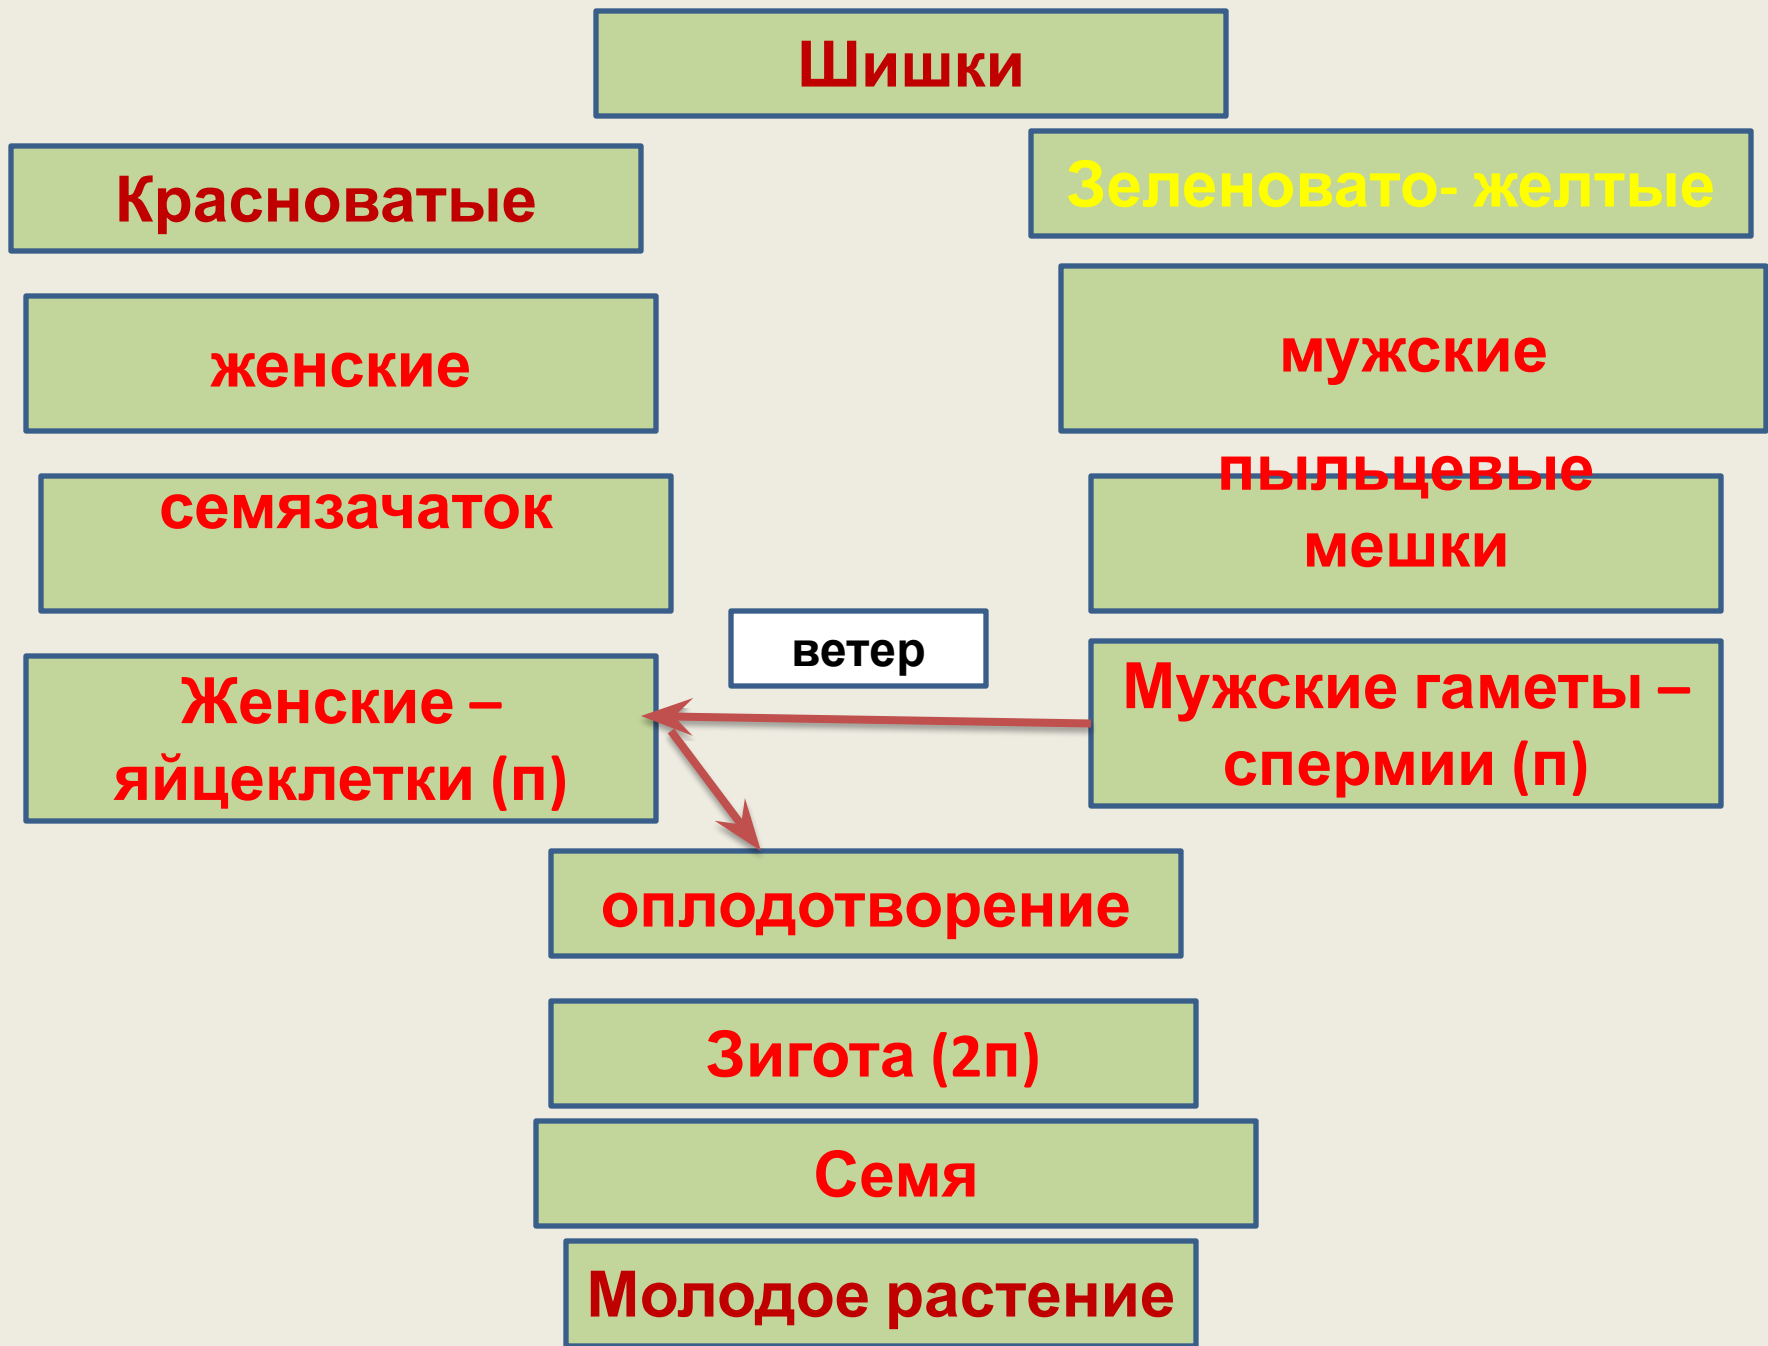 Шишки
Красноватые
Зеленовато- желтые
женские
мужские
семязачаток
пыльцевые
мешки
ветер
Женские –
яйцеклетки (п)
Мужские гаметы –
спермии (п)
оплодотворение
Зигота (2п)
Семя
Молодое растение